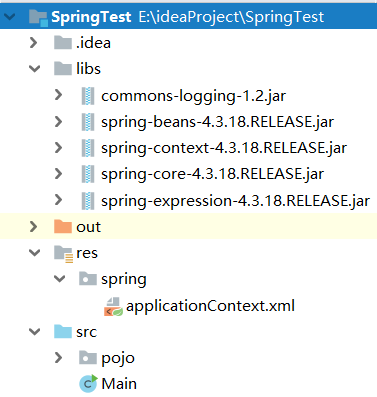 SpringTest E:\ideaProject\SpringTest
.idea
libs
commons-logging-1.2.jar
spring-beans-4.3.18.RELEASE.jar
spring-context-4.3.18.RELEASE.jar
spring-core-4.3.18.RELEASE.jar
spring-expression-4.3.18.RELEASE.jar
out
res
spring
applicationContext.xml
src
pojo
Main